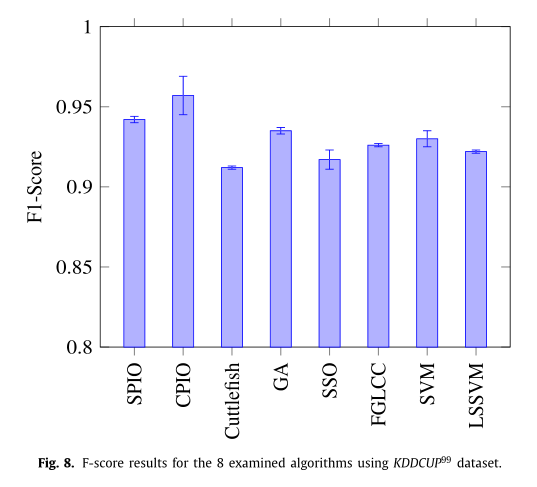 1
0.95
0.9
0.85
0.8
F1-Score
SPIO
CPIO
Cuttlefish
GA
SSO
FGLCC
SVM
LSSVM
Fig. 8. F-score results for the 8 examined algorithms using KDDCUP⁹⁹ dataset.